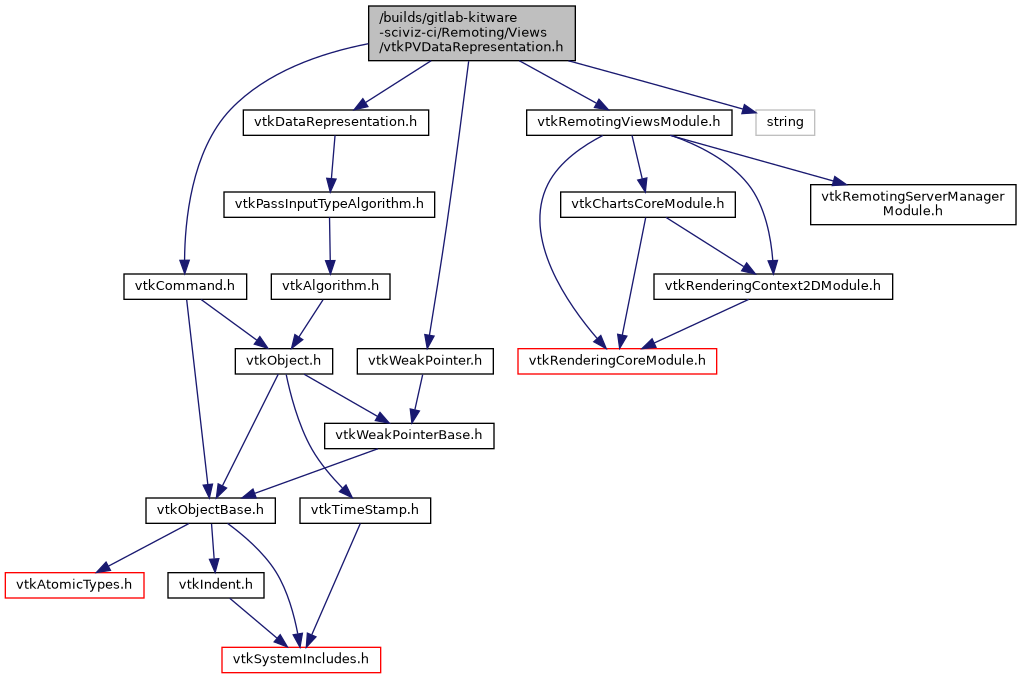 /builds/gitlab-kitware
-sciviz-ci/Remoting/Views
/vtkPVDataRepresentation.h
vtkDataRepresentation.h
vtkRemotingViewsModule.h
string
vtkPassInputTypeAlgorithm.h
vtkChartsCoreModule.h
vtkRemotingServerManager
Module.h
vtkCommand.h
vtkAlgorithm.h
vtkRenderingContext2DModule.h
vtkObject.h
vtkWeakPointer.h
vtkRenderingCoreModule.h
vtkWeakPointerBase.h
vtkObjectBase.h
vtkTimeStamp.h
vtkAtomicTypes.h
vtkIndent.h
vtkSystemIncludes.h